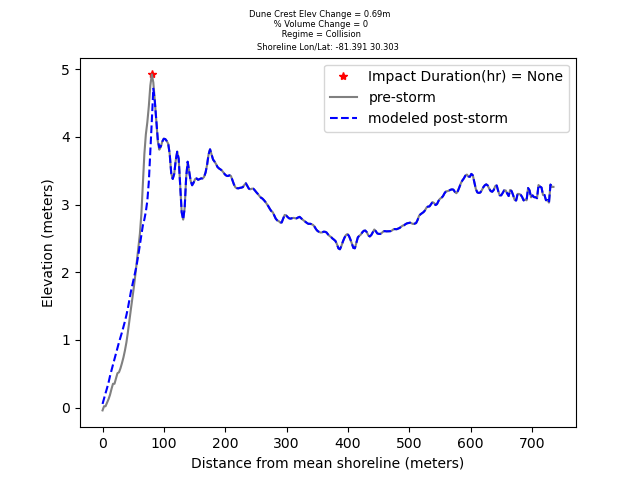 Dune Crest Elev Change = 0.69m
% Volume Change = 0
Regime = Collision
Shoreline Lon/Lat: -81.391 30.303
Impact Duration(hr) = None
pre-storm
modeled post-storm
Elevation (meters)
5
4
3
2
1
0
0 100 200 300 400 500 600 700
Distance from mean shoreline (meters)